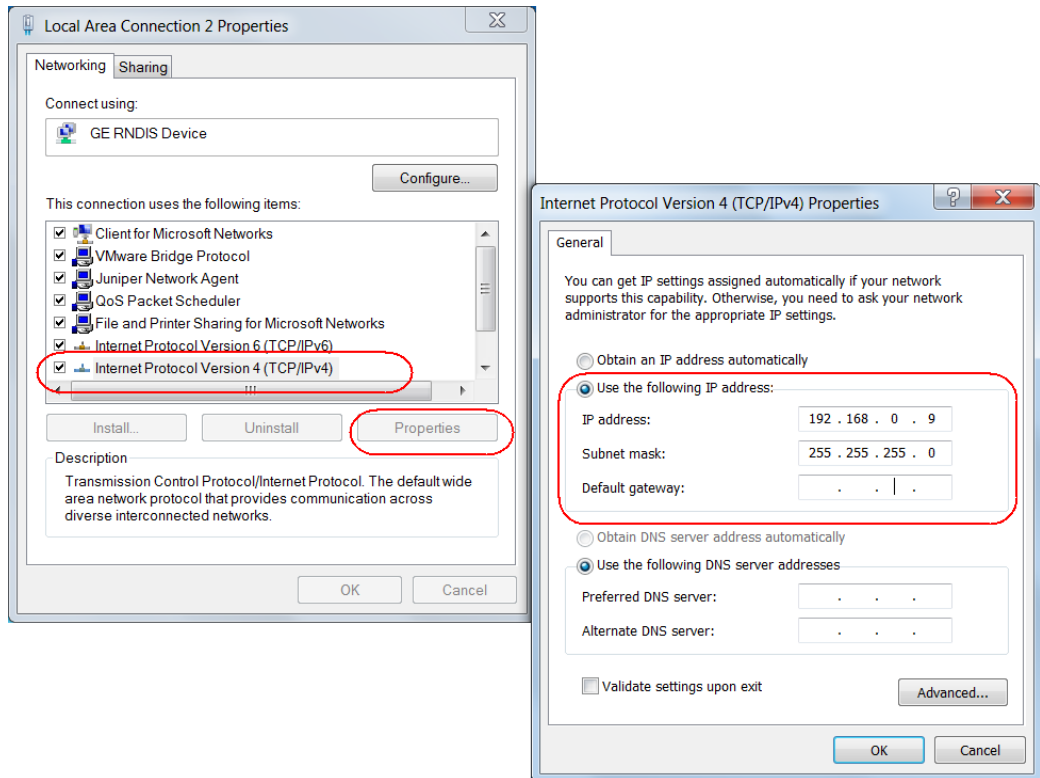 Local Area Connection 2 Properties
Networking
Sharing
Connect using:
GE RNDIS Device
Configure...
This connection uses the following items:
Client for Microsoft Networks
VMware Bridge Protocol
Juniper Network Agent
QoS Packet Scheduler
File and Printer Sharing for Microsoft Networks
Internet Protocol Version 6 (TCP/IPv6)
Internet Protocol Version 4 (TCP/IPv4)
Install...
Uninstall
Properties
Description
Transmission Control Protocol/Internet Protocol. The default wide
area network protocol that provides communication across
diverse interconnected networks.
OK
Cancel
Internet Protocol Version 4 (TCP/IPv4) Properties
General
You can get IP settings assigned automatically if your network
supports this capability. Otherwise, you need to ask your network
administrator for the appropriate IP settings.
Obtain an IP address automatically
Use the following IP address:
IP address: 192 . 168 . 0 . 9
Subnet mask: 255 . 255 . 255 . 0
Default gateway: . . .
Obtain DNS server address automatically
Use the following DNS server addresses
Preferred DNS server: . . .
Alternate DNS server: . . .
Validate settings upon exit
Advanced...
OK
Cancel